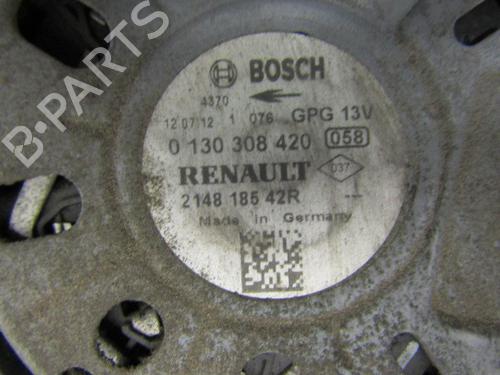 B-PARTS
BOSCH
4370
12 07 12 1 076 GPG 13V
0 130 308 420 058
RENAULT 037
2148 185 42R --
Made in Germany